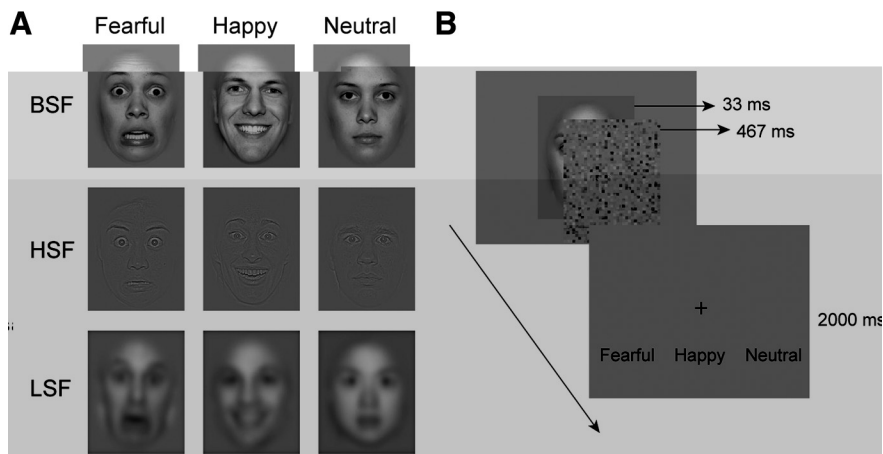 A
Fearful Happy Neutral
BSF
HSF
LSF
B
33 ms
467 ms
2000 ms
Fearful Happy Neutral